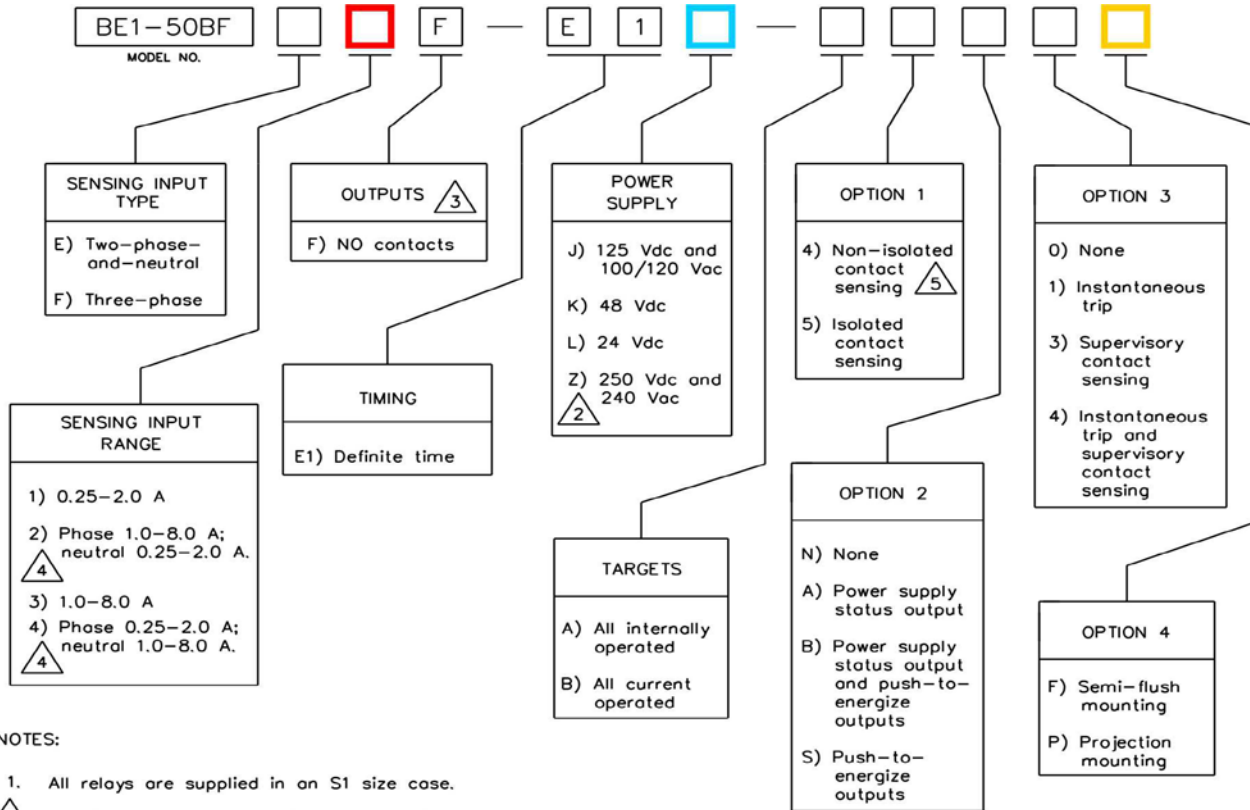 BE1-50BF F — E 1 —
MODEL NO.
SENSING INPUT
TYPE
E) Two-phase-
and-neutral
F) Three-phase
OUTPUTS 3
F) NO contacts
POWER
SUPPLY
J) 125 Vdc and
100/120 Vac
K) 48 Vdc
L) 24 Vdc
Z) 250 Vdc and
240 Vac
2
OPTION 1
4) Non-isolated
contact
sensing 5
5) Isolated
contact
sensing
OPTION 3
0) None
1) Instantaneous
trip
3) Supervisory
contact
sensing
4) Instantaneous
trip and
supervisory
contact
sensing
SENSING INPUT
RANGE
1) 0.25-2.0 A
2) Phase 1.0-8.0 A;
neutral 0.25-2.0 A.
4
3) 1.0-8.0 A
4) Phase 0.25-2.0 A;
neutral 1.0-8.0 A.
4
TIMING
E1) Definite time
TARGETS
A) All internally
operated
B) All current
operated
OPTION 2
N) None
A) Power supply
status output
B) Power supply
status output
and push-to-
energize
outputs
S) Push-to-
energize
outputs
OPTION 4
F) Semi-flush
mounting
P) Projection
mounting
NOTES:
1. All relays are supplied in an S1 size case.